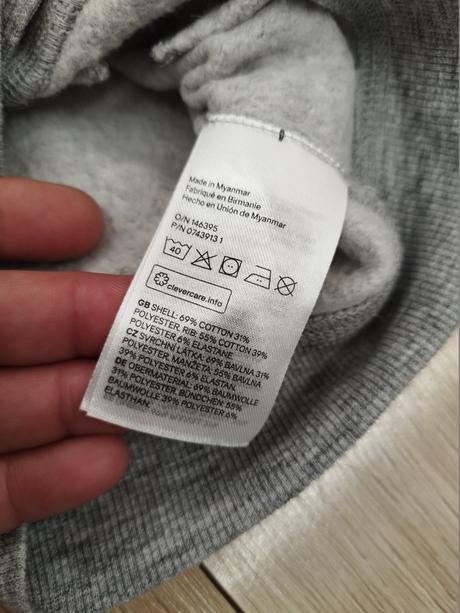 Made in Myanmar
Fabriqué en Birmanie
Hecho en Unión de Myanmar
O/N 146395
P/N 0743913 1
40
clevercare.info
GB SHELL: 69% COTTON 31%
POLYESTER. RIB: 55% COTTON 39%
POLYESTER 6% ELASTANE
CZ SVRCHNÍ LÁTKA: 69% BAVLNA 31%
POLYESTER. MANŽETA: 55% BAVLNA
39% POLYESTER 6% ELASTAN.
DE OBERMATERIAL: 69% BAUMWOLLE
31% POLYESTER. BÜNDCHEN: 55%
BAUMWOLLE 39% POLYESTER 6%
ELASTHAN.